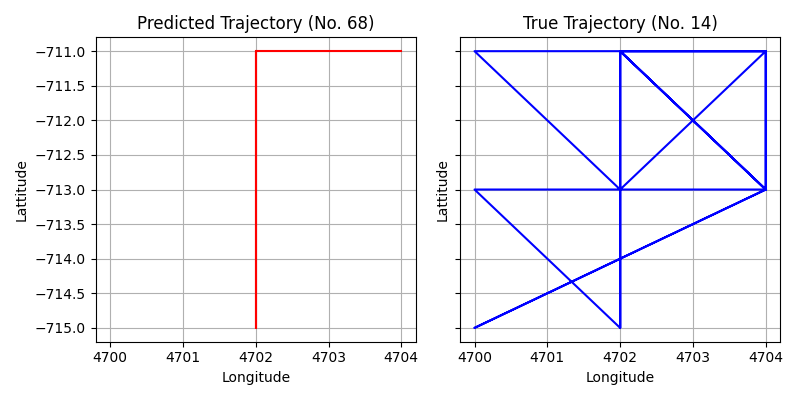 Predicted Trajectory (No. 68)
True Trajectory (No. 14)
Lattitude
−711.0
−711.5
−712.0
−712.5
−713.0
−713.5
−714.0
−714.5
−715.0
4700 4701 4702 4703 4704
Longitude
Lattitude
4700 4701 4702 4703 4704
Longitude